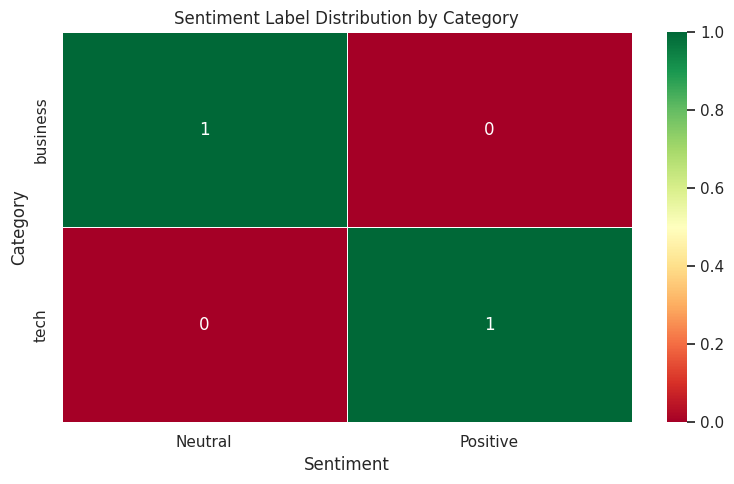 Sentiment Label Distribution by Category
Category
business
tech
1
0
0
1
Neutral
Positive
Sentiment
1.0
0.8
0.6
0.4
0.2
0.0